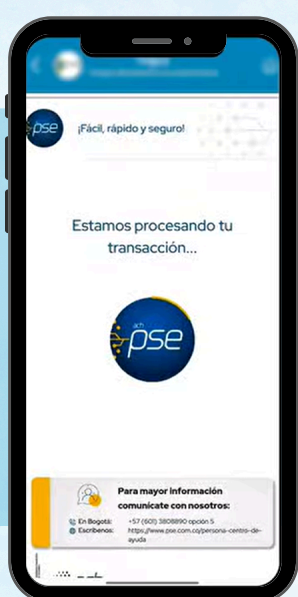 pse
¡Fácil, rápido y seguro!
Estamos procesando tu
transacción...
ach
pse
Para mayor información
comunícate con nosotros:
En Bogotá: +57 (601) 3808890 opción 5
Escríbenos: https://www.pse.com.co/persona-centro-de-
ayuda